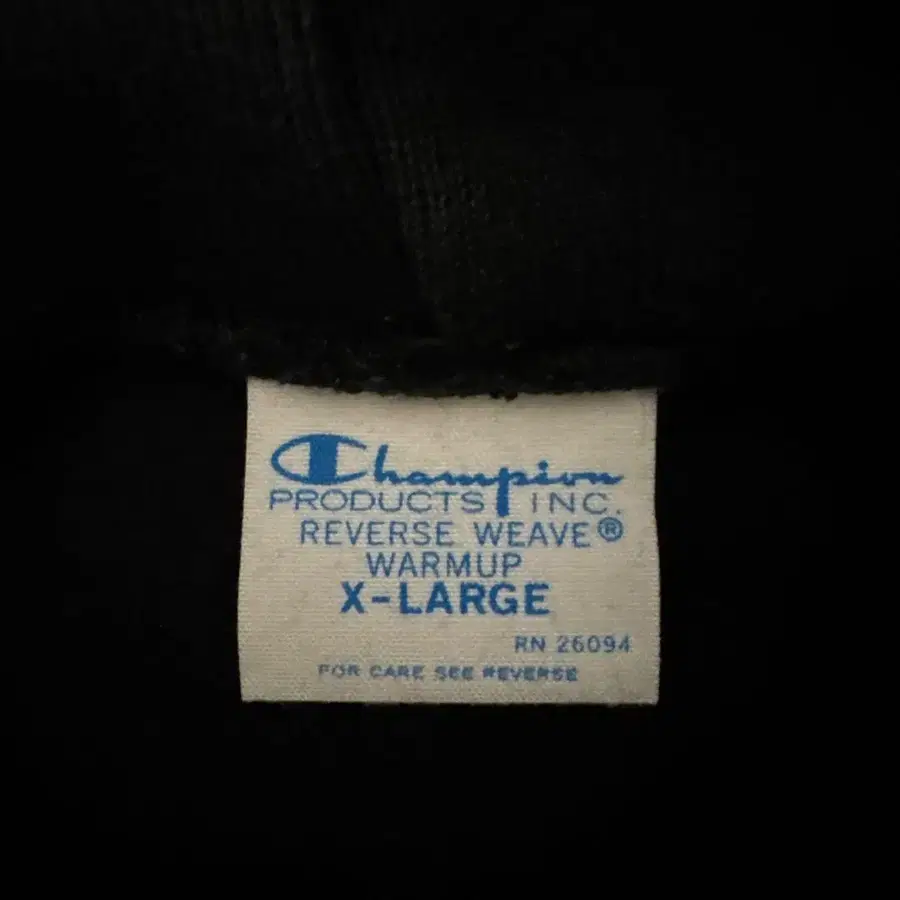 Champion
PRODUCTS INC.
REVERSE WEAVE®
WARMUP
X-LARGE
RN 26094
FOR CARE SEE REVERSE